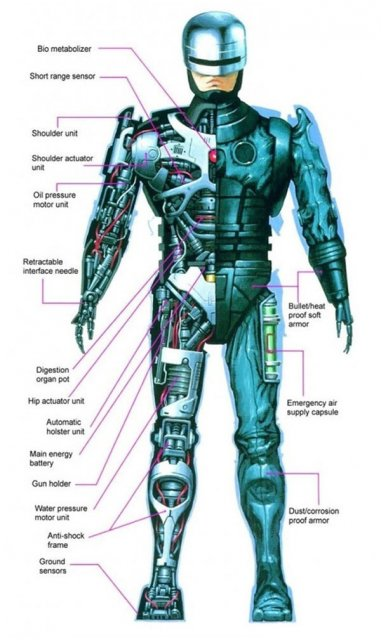 Bio metabolizer
Short range sensor
Shoulder unit
Shoulder actuator
unit
Oil pressure
motor unit
Retractable
interface needle
Digestion
organ pot
Hip actuator unit
Automatic
holster unit
Main energy
battery
Gun holder
Water pressure
motor unit
Anti-shock
frame
Ground
sensors
Bullet/heat
proof soft
armor
Emergency air
supply capsule
Dust/corrosion
proof armor